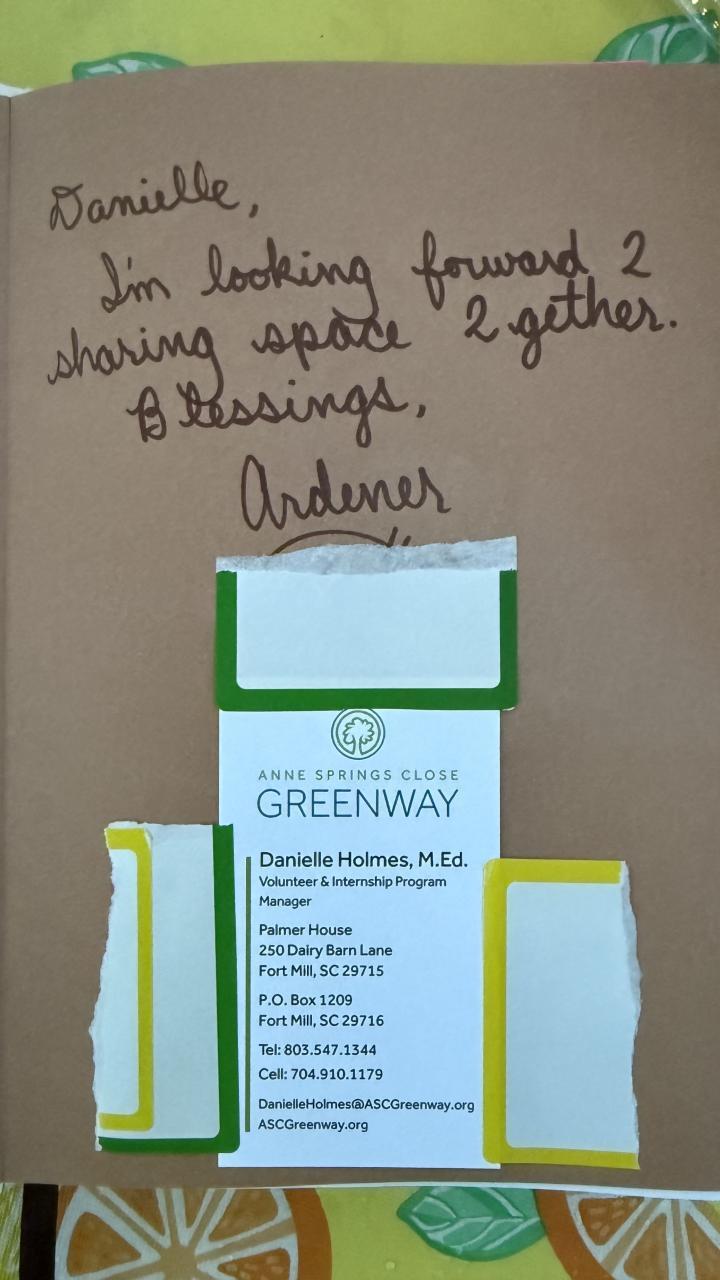 Danielle,
I'm looking forward 2
sharing space 2gether.
Blessings,
Ardener
ANNE SPRINGS CLOSE
GREENWAY
Danielle Holmes, M.Ed.
Volunteer & Internship Program
Manager
Palmer House
250 Dairy Barn Lane
Fort Mill, SC 29715
P.O. Box 1209
Fort Mill, SC 29716
Tel: 803.547.1344
Cell: 704.910.1179
DanielleHolmes@ASCGreenway.org
ASCGreenway.org